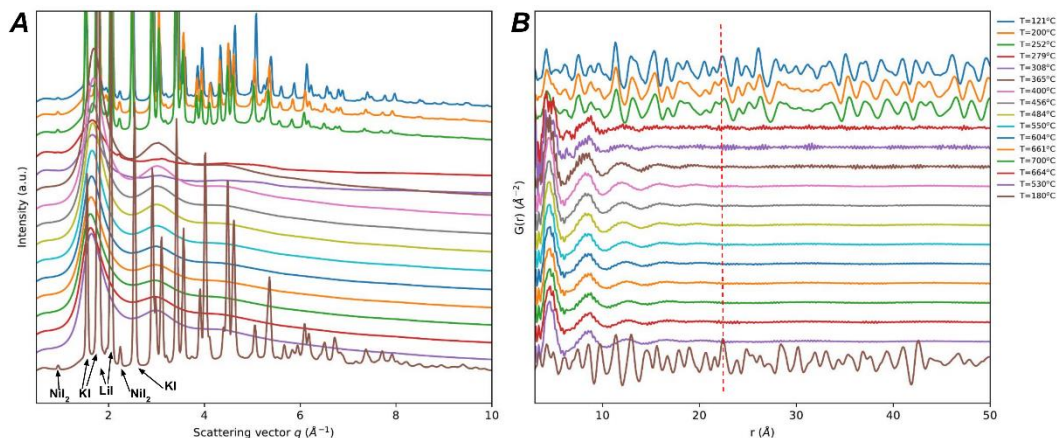 A
Intensity (a.u.)
NiI₂
KI
LiI
NiI₂
KI
2
4
6
8
10
Scattering vector q (Å⁻¹)
B
G(r) (Å⁻²)
10
20
30
40
50
r (Å)
T=121°C
T=200°C
T=252°C
T=279°C
T=308°C
T=365°C
T=400°C
T=456°C
T=484°C
T=550°C
T=604°C
T=661°C
T=700°C
T=664°C
T=530°C
T=180°C